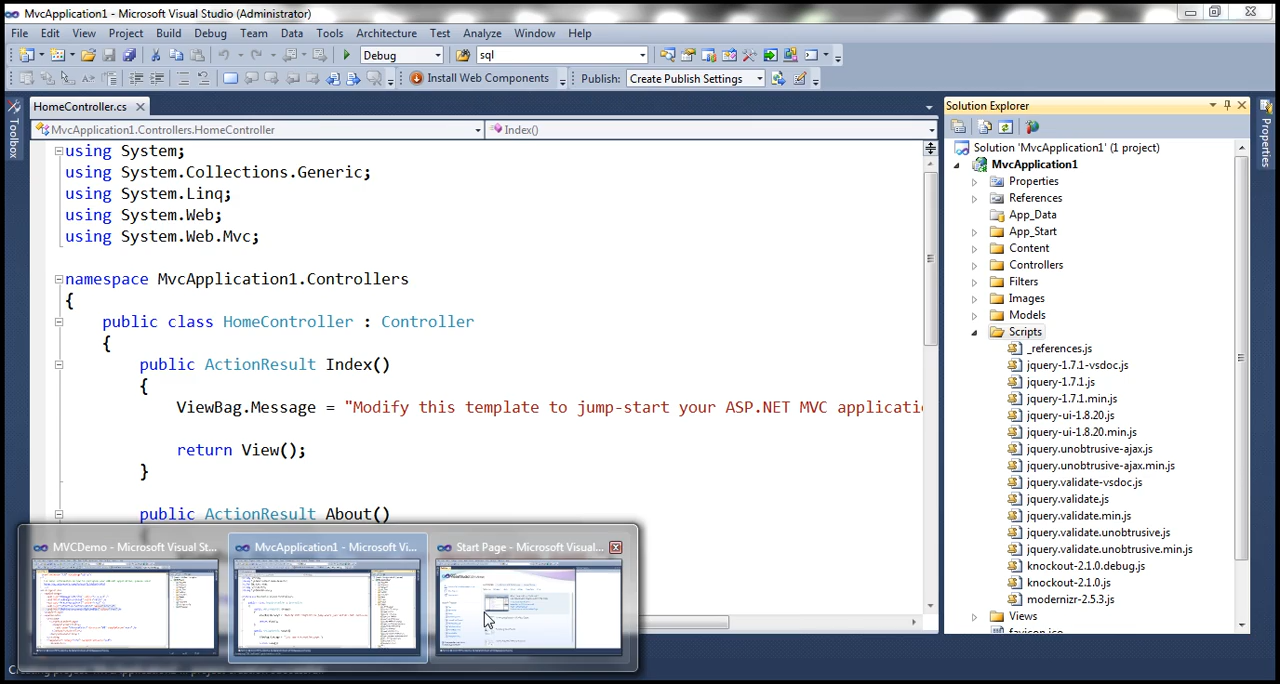 MvcApplication1 - Microsoft Visual Studio (Administrator)
File Edit View Project Build Debug Team Data Tools Architecture Test Analyze Window Help
Debug sql
Install Web Components Publish: Create Publish Settings
HomeController.cs
Solution Explorer
MvcApplication1.Controllers.HomeController Index()
Toolbox
Properties
using System;
using System.Collections.Generic;
using System.Linq;
using System.Web;
using System.Web.Mvc;
namespace MvcApplication1.Controllers
{
public class HomeController : Controller
{
public ActionResult Index()
{
ViewBag.Message = "Modify this template to jump-start your ASP.NET MVC applicatio
return View();
}
public ActionResult About()
Solution 'MvcApplication1' (1 project)
MvcApplication1
Properties
References
App_Data
App_Start
Content
Controllers
Filters
Images
Models
Scripts
_references.js
jquery-1.7.1-vsdoc.js
jquery-1.7.1.js
jquery-1.7.1.min.js
jquery-ui-1.8.20.js
jquery-ui-1.8.20.min.js
jquery.unobtrusive-ajax.js
jquery.unobtrusive-ajax.min.js
jquery.validate-vsdoc.js
jquery.validate.js
jquery.validate.min.js
jquery.validate.unobtrusive.js
jquery.validate.unobtrusive.min.js
knockout-2.1.0.debug.js
knockout-2.1.0.js
modernizr-2.5.3.js
Views
favicon.ico
MVCDemo - Microsoft Visual St...
MvcApplication1 - Microsoft Vi...
Start Page - Microsoft Visual...